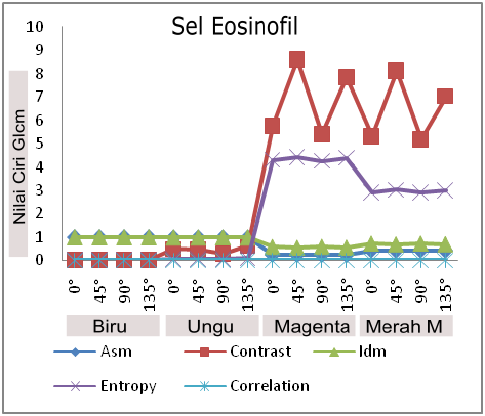 Sel Eosinofil
Nilai Ciri Glcm
10
9
8
7
6
5
4
3
2
1
0
0° 45° 90° 135° 0° 45° 90° 135° 0° 45° 90° 135° 0° 45° 90° 135°
Biru Ungu Magenta Merah M
Asm Contrast Idm
Entropy Correlation